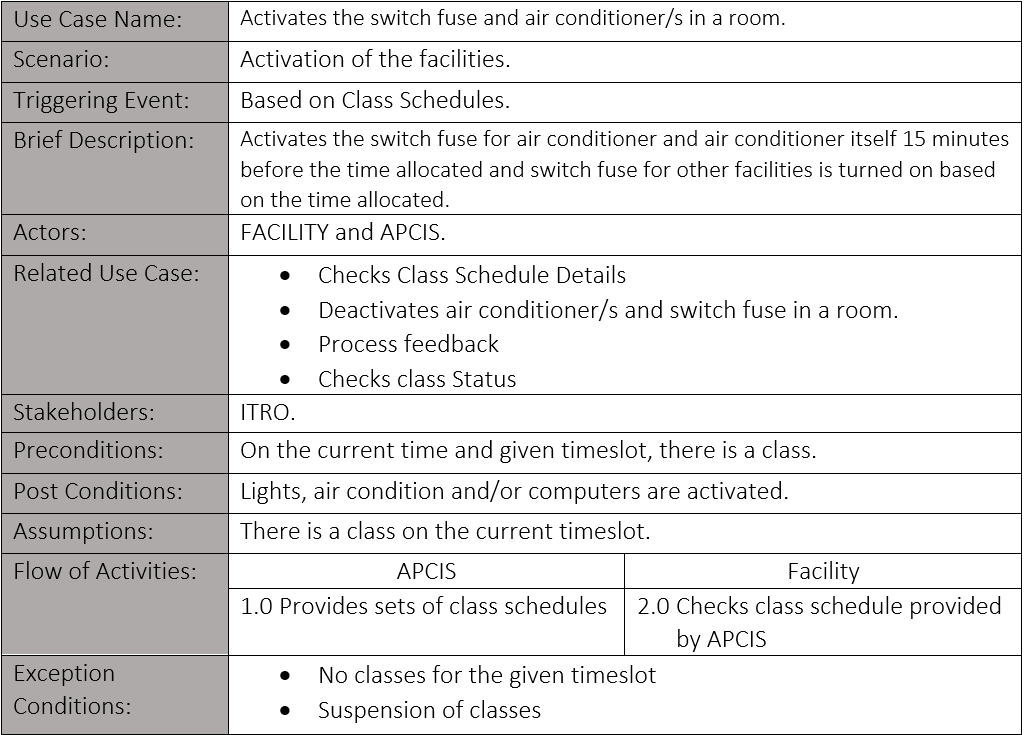 Use Case Name: Activates the switch fuse and air conditioner/s in a room.
Scenario: Activation of the facilities.
Triggering Event: Based on Class Schedules.
Brief Description: Activates the switch fuse for air conditioner and air conditioner itself 15 minutes
before the time allocated and switch fuse for other facilities is turned on based
on the time allocated.
Actors: FACILITY and APCIS.
Related Use Case: • Checks Class Schedule Details
• Deactivates air conditioner/s and switch fuse in a room.
• Process feedback
• Checks class Status
Stakeholders: ITRO.
Preconditions: On the current time and given timeslot, there is a class.
Post Conditions: Lights, air condition and/or computers are activated.
Assumptions: There is a class on the current timeslot.
Flow of Activities: APCIS Facility
1.0 Provides sets of class schedules 2.0 Checks class schedule provided
by APCIS
Exception • No classes for the given timeslot
Conditions: • Suspension of classes